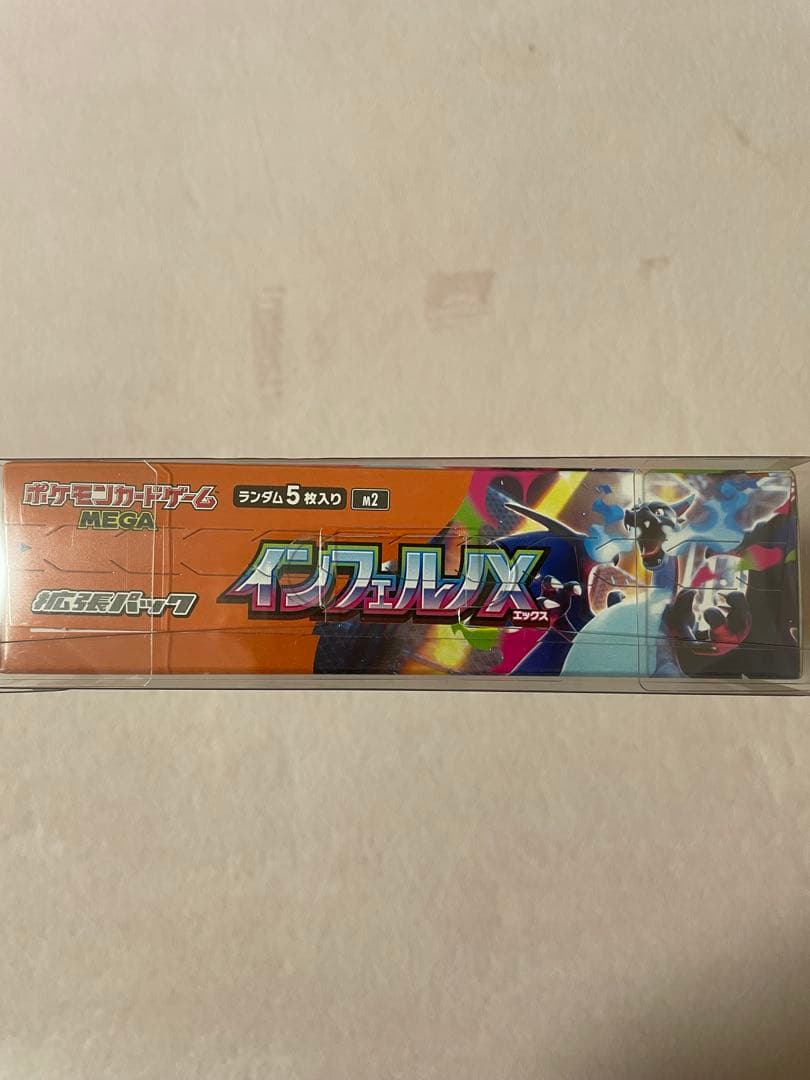 ポケモンカードゲーム
MEGA
ランダム5枚入り M2
拡張パック
インフェルノX
エックス